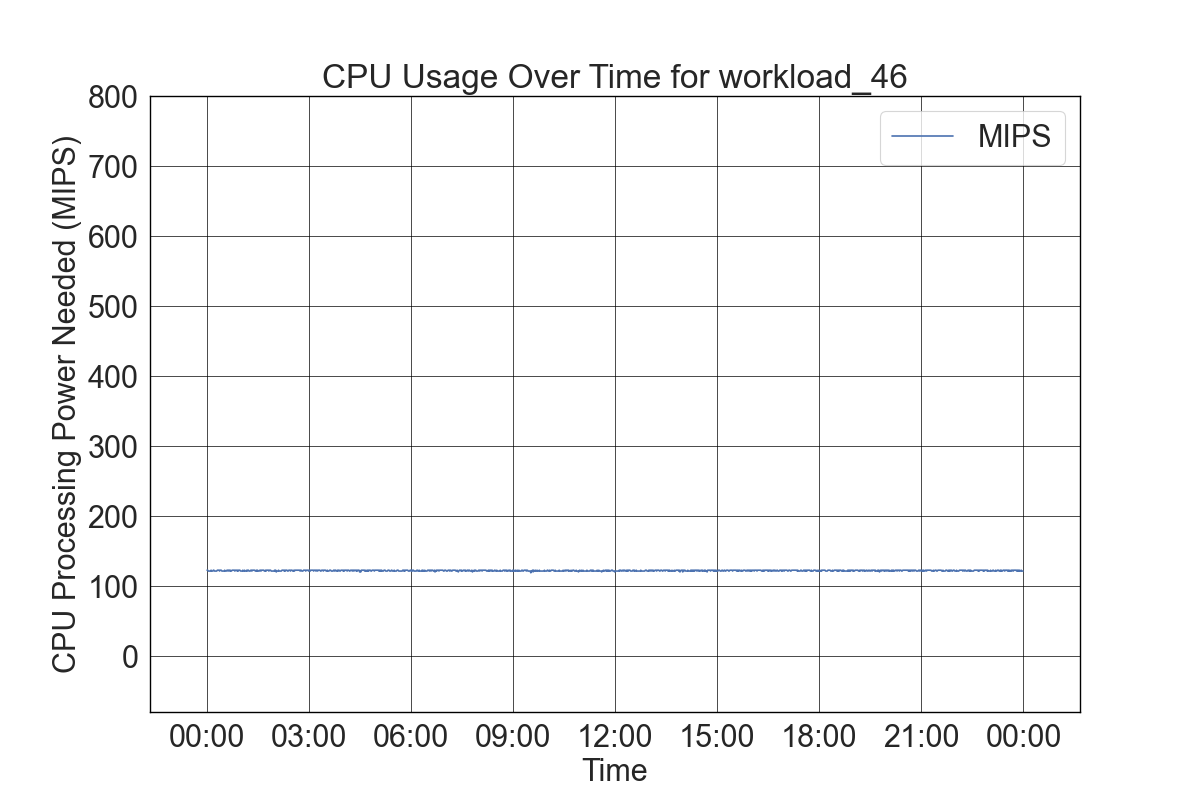 CPU Usage Over Time for workload_46
MIPS
CPU Processing Power Needed (MIPS)
800
700
600
500
400
300
200
100
0
00:00 03:00 06:00 09:00 12:00 15:00 18:00 21:00 00:00
Time